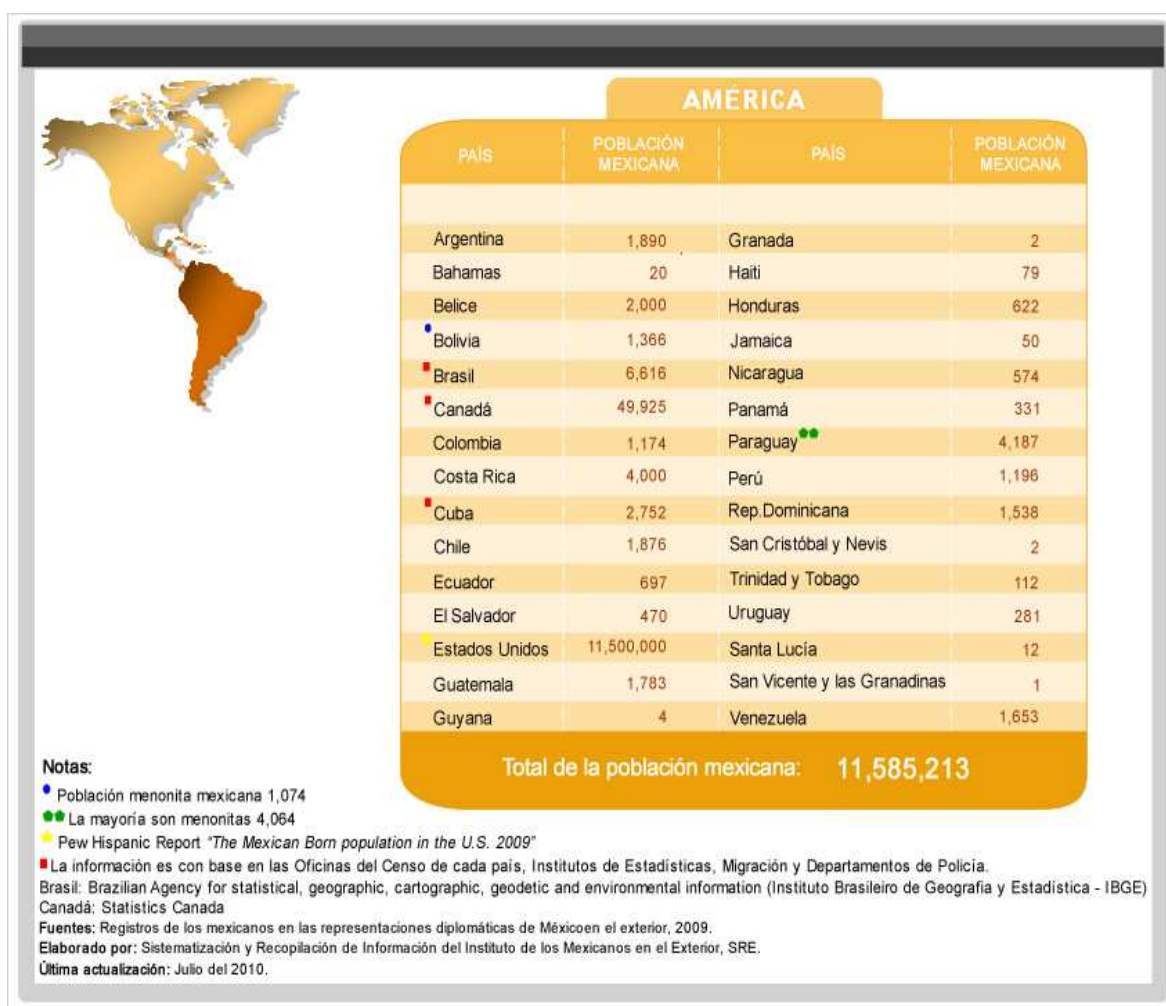 AMÉRICA
PAÍS POBLACIÓN MEXICANA PAÍS POBLACIÓN MEXICANA
Argentina 1,890 Granada 2
Bahamas 20 Haiti 79
Belice 2,000 Honduras 622
Bolivia 1,366 Jamaica 50
Brasil 6,616 Nicaragua 574
Canadá 49,925 Panamá 331
Colombia 1,174 Paraguay 4,187
Costa Rica 4,000 Perú 1,196
Cuba 2,752 Rep.Dominicana 1,538
Chile 1,876 San Cristóbal y Nevis 2
Ecuador 697 Trinidad y Tobago 112
El Salvador 470 Uruguay 281
Estados Unidos 11,500,000 Santa Lucía 12
Guatemala 1,783 San Vicente y las Granadinas 1
Guyana 4 Venezuela 1,653
Total de la población mexicana: 11,585,213
Notas:
Población menonita mexicana 1,074
La mayoría son menonitas 4,064
Pew Hispanic Report "The Mexican Born population in the U.S. 2009"
La información es con base en las Oficinas del Censo de cada país, Institutos de Estadísticas, Migración y Departamentos de Policía.
Brasil: Brazilian Agency for statistical, geographic, cartographic, geodetic and environmental information (Instituto Brasileiro de Geografia y Estadística - IBGE)
Canadá: Statistics Canada
Fuentes: Registros de los mexicanos en las representaciones diplomáticas de Méxicoen el exterior, 2009.
Elaborado por: Sistematización y Recopilación de Información del Instituto de los Mexicanos en el Exterior, SRE.
Última actualización: Julio del 2010.